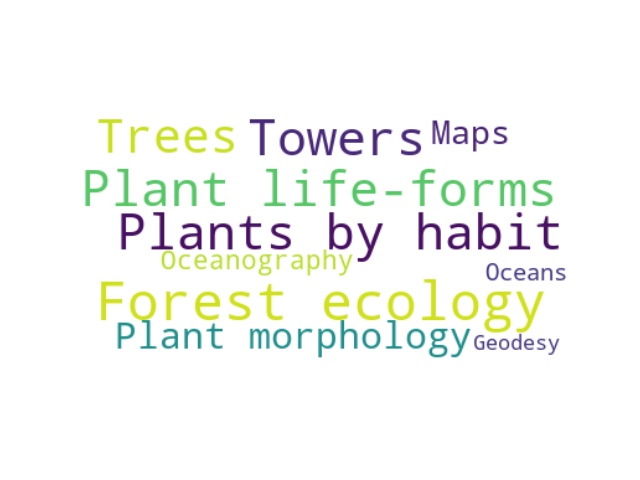 Trees Towers Maps
Plant life-forms
Plants by habit
Oceanography
Oceans
Forest ecology
Plant morphology
Geodesy